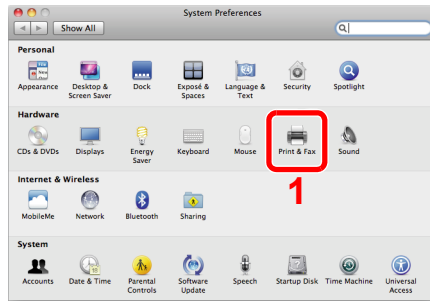 System Preferences
Show All
Personal
Appearance Desktop & Screen Saver Dock Exposé & Spaces Language & Text Security Spotlight
Hardware
CDs & DVDs Displays Energy Saver Keyboard Mouse Print & Fax Sound
1
Internet & Wireless
MobileMe Network Bluetooth Sharing
System
Accounts Date & Time Parental Controls Software Update Speech Startup Disk Time Machine Universal Access